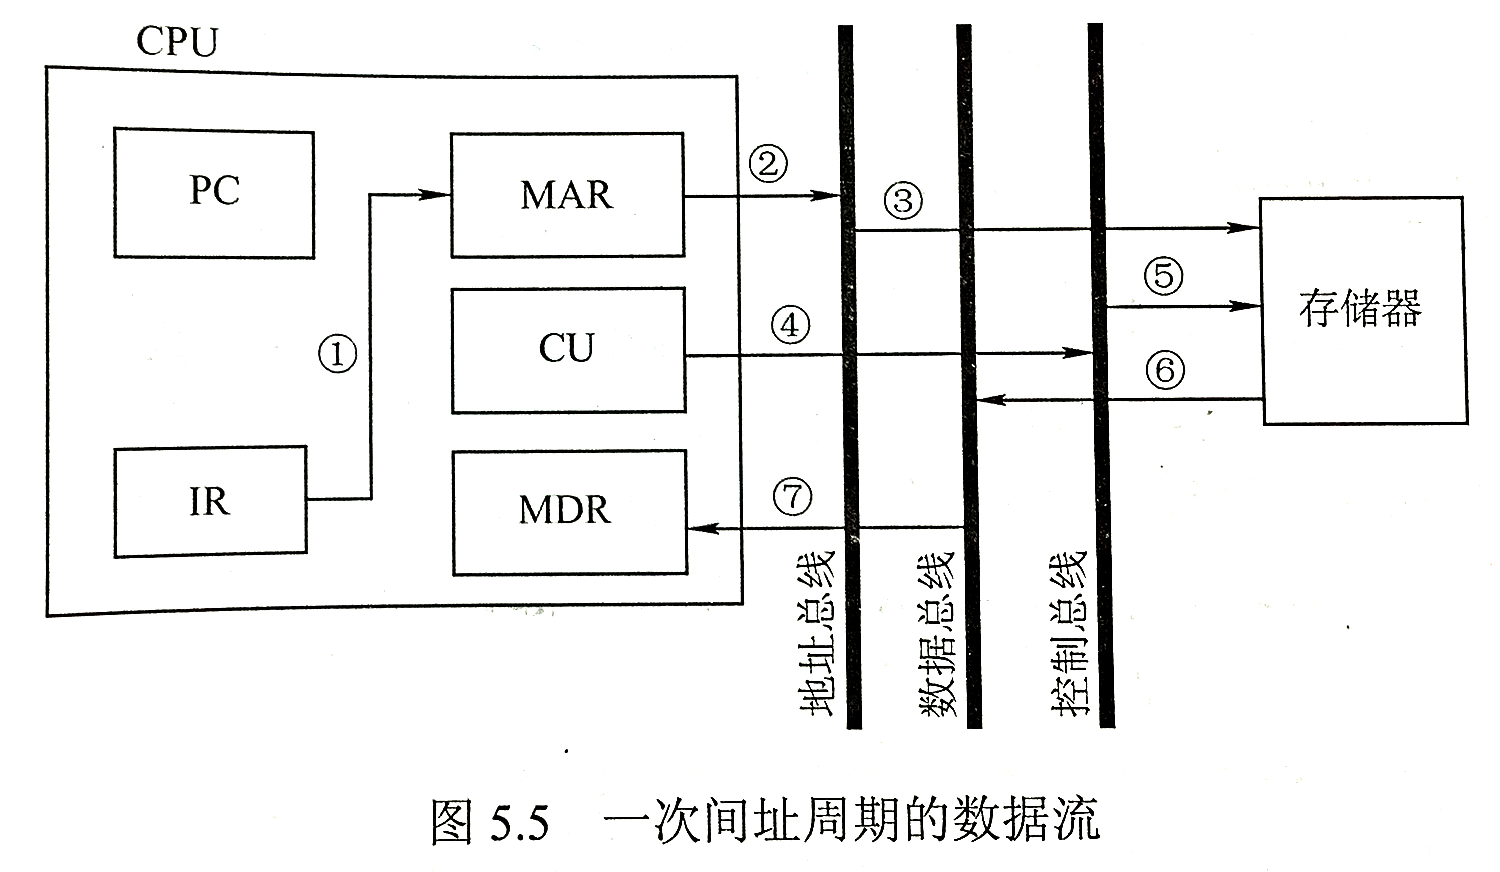 CPU
PC
MAR
②
③
⑤
存储器
①
CU
④
⑥
IR
MDR
⑦
地址总线
数据总线
控制总线
图 5.5 一次间址周期的数据流